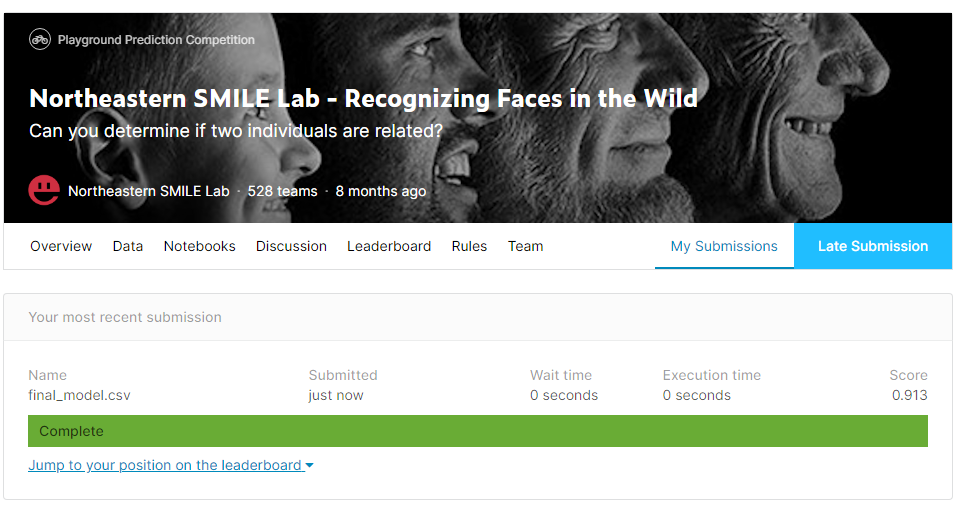 Playground Prediction Competition
Northeastern SMILE Lab - Recognizing Faces in the Wild
Can you determine if two individuals are related?
Northeastern SMILE Lab · 528 teams · 8 months ago
Overview Data Notebooks Discussion Leaderboard Rules Team My Submissions Late Submission
Your most recent submission
Name Submitted Wait time Execution time Score
final_model.csv just now 0 seconds 0 seconds 0.913
Complete
Jump to your position on the leaderboard